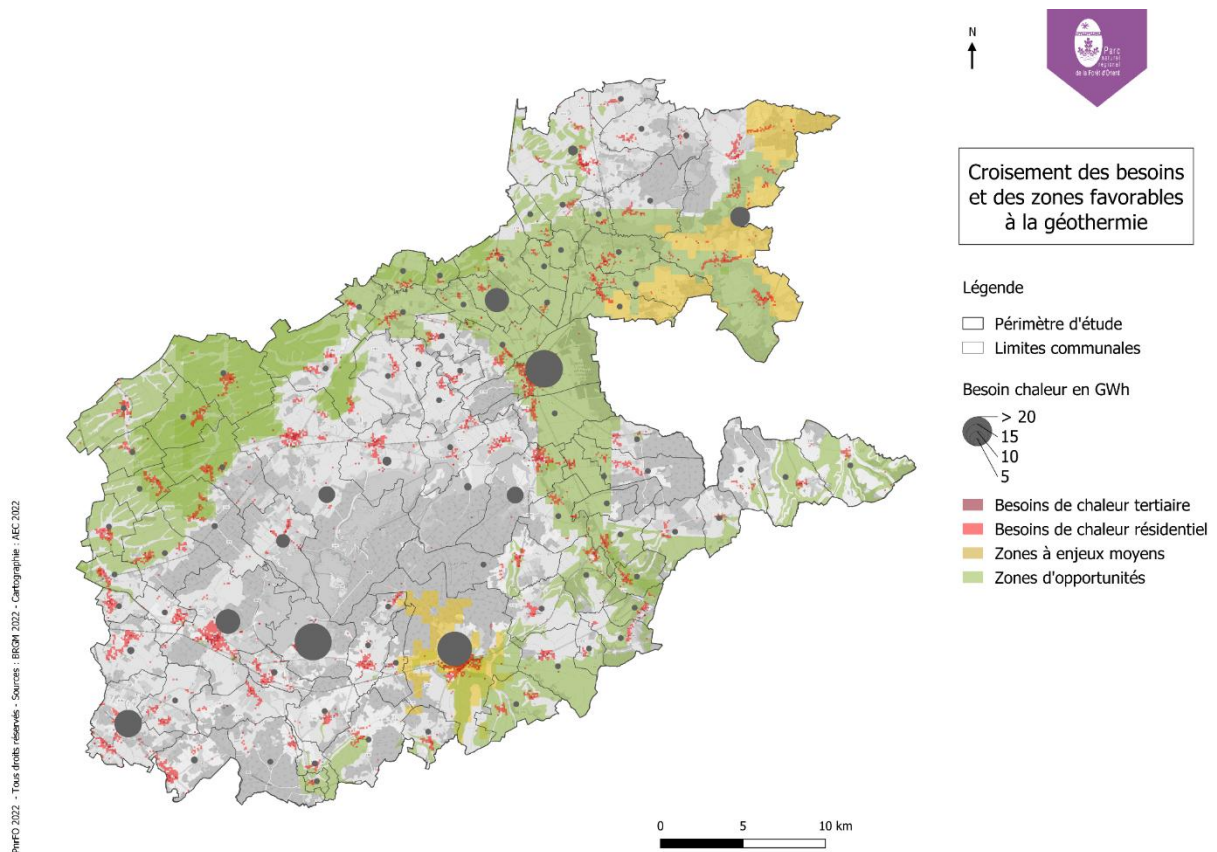 N
Parc
naturel
régional
de la Forêt d'Orient
Croisement des besoins
et des zones favorables
à la géothermie
Légende
Périmètre d'étude
Limites communales
Besoin chaleur en GWh
> 20
15
10
5
Besoins de chaleur tertiaire
Besoins de chaleur résidentiel
Zones à enjeux moyens
Zones d'opportunités
0 5 10 km
PnrFO 2022 - Tous droits réservés - Sources : BRGM 2022 - Cartographie : AEC 2022